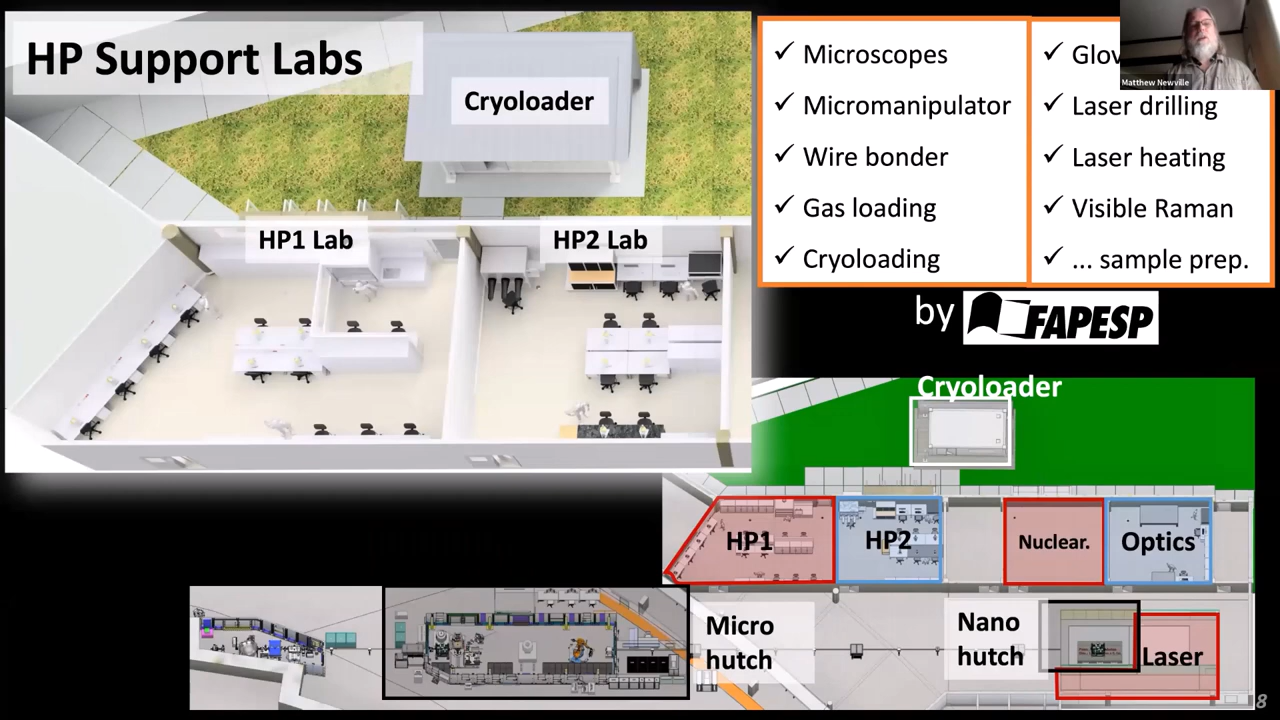 HP Support Labs
Cryoloader
HP1 Lab
HP2 Lab
✓ Microscopes
✓ Micromanipulator
✓ Wire bonder
✓ Gas loading
✓ Cryoloading
✓ Laser drilling
✓ Laser heating
✓ Visible Raman
✓ ... sample prep.
Matthew Newville
by FAPESP
Cryoloader
HP1
HP2
Nuclear.
Optics
Micro
hutch
Nano
hutch
Laser
8